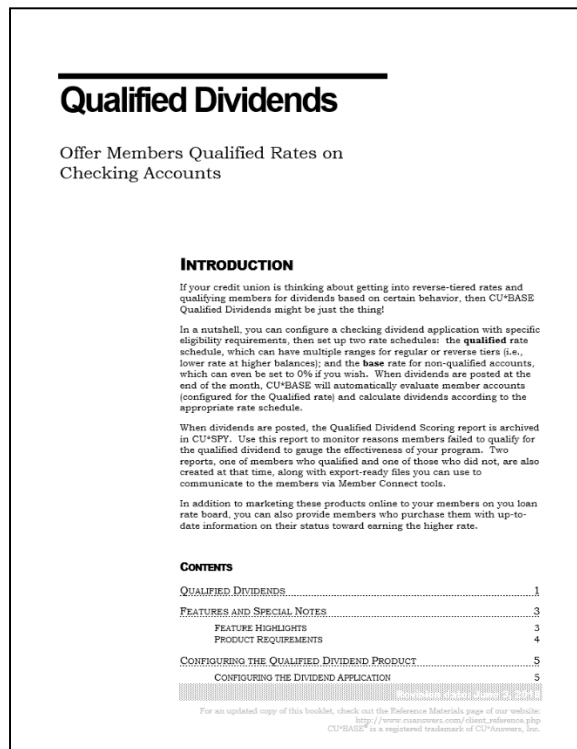 Qualified Dividends
Offer Members Qualified Rates on
Checking Accounts
INTRODUCTION
If your credit union is thinking about getting into reverse-tiered rates and
qualifying members for dividends based on certain behavior, then CU*BASE
Qualified Dividends might be just the thing!
In a nutshell, you can configure a checking dividend application with specific
eligibility requirements, then set up two rate schedules: the qualified rate
schedule, which can have multiple ranges for regular or reverse tiers (i.e.,
lower rate at higher balances); and the base rate for non-qualified accounts,
which can even be set to 0% if you wish. When dividends are posted at the
end of the month, CU*BASE will automatically evaluate member accounts
(configured for the Qualified rate) and calculate dividends according to the
appropriate rate schedule.
When dividends are posted, the Qualified Dividend Scoring report is archived
in CU*SPY. Use this report to monitor reasons members failed to qualify for
the qualified dividend to gauge the effectiveness of your program. Two
reports, one of members who qualified and one of those who did not, are also
created at that time, along with export-ready files you can use to
communicate to the members via Member Connect tools.
In addition to marketing these products online to your members on you loan
rate board, you can also provide members who purchase them with up-to-
date information on their status toward earning the higher rate.
CONTENTS
QUALIFIED DIVIDENDS 1
FEATURES AND SPECIAL NOTES 3
FEATURE HIGHLIGHTS 3
PRODUCT REQUIREMENTS 4
CONFIGURING THE QUALIFIED DIVIDEND PRODUCT 5
CONFIGURING THE DIVIDEND APPLICATION 5
Revision date: June 3, 2018
For an updated copy of this booklet, check out the Reference Materials page of our website:
http://www.cuanswers.com/client_reference.php
CU*BASE® is a registered trademark of CU*Answers, Inc.